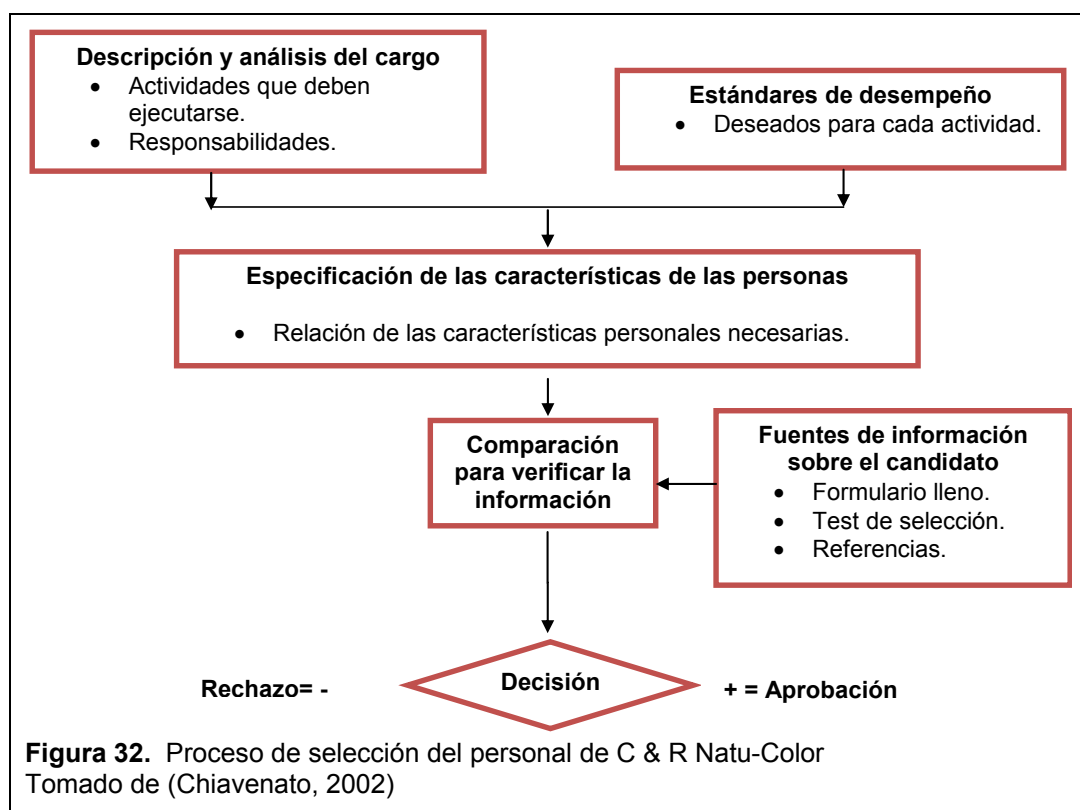 Descripción y análisis del cargo
• Actividades que deben
ejecutarse.
• Responsabilidades.
Estándares de desempeño
• Deseados para cada actividad.
Especificación de las características de las personas
• Relación de las características personales necesarias.
Comparación
para verificar la
información
Fuentes de información
sobre el candidato
• Formulario lleno.
• Test de selección.
• Referencias.
Rechazo= -
Decisión
+ = Aprobación
Figura 32. Proceso de selección del personal de C & R Natu-Color
Tomado de (Chiavenato, 2002)